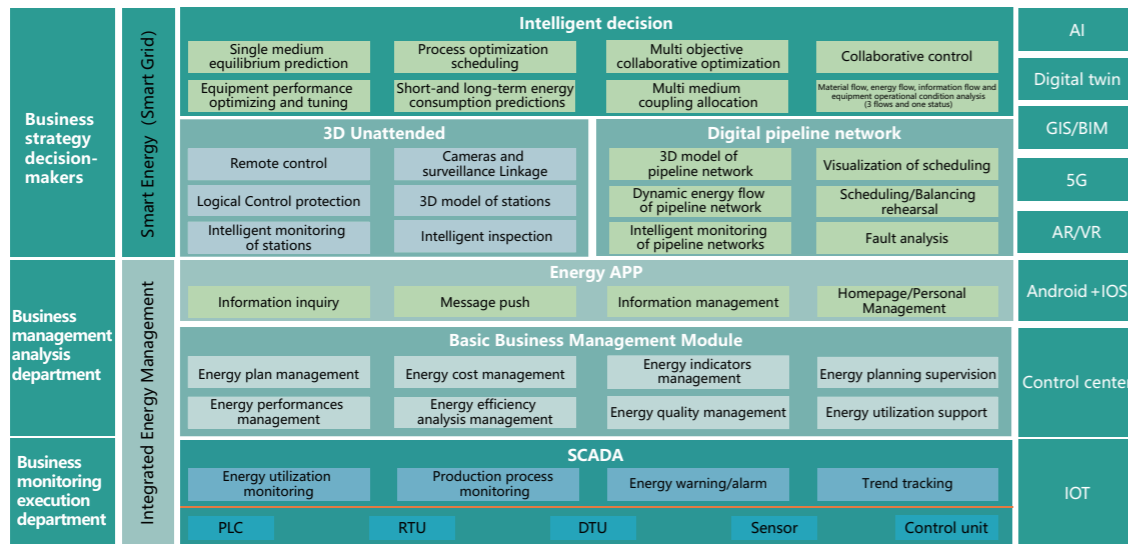 Business
strategy
decision-
makers
Smart Energy (Smart Grid)
Intelligent decision
Single medium
equilibrium prediction
Process optimization
scheduling
Multi objective
collaborative optimization
Collaborative control
Equipment performance
optimizing and tuning
Short-and long-term energy
consumption predictions
Multi medium
coupling allocation
Material flow, energy flow, information flow and
equipment operational condition analysis
(3 flows and one status)
3D Unattended
Remote control
Cameras and
surveillance Linkage
Logical Control protection
3D model of stations
Intelligent monitoring
of stations
Intelligent inspection
Digital pipeline network
3D model of
pipeline network
Visualization of scheduling
Dynamic energy flow
of pipeline network
Scheduling/Balancing
rehearsal
Intelligent monitoring
of pipeline networks
Fault analysis
AI
Digital twin
GIS/BIM
5G
AR/VR
Business
management
analysis
department
Integrated Energy Management
Energy APP
Information inquiry
Message push
Information management
Homepage/Personal
Management
Android +IOS
Basic Business Management Module
Energy plan management
Energy cost management
Energy indicators
management
Energy planning supervision
Energy performances
management
Energy efficiency
analysis management
Energy quality management
Energy utilization support
Control center
Business
monitoring
execution
department
SCADA
Energy utilization
monitoring
Production process
monitoring
Energy warning/alarm
Trend tracking
PLC
RTU
DTU
Sensor
Control unit
IOT